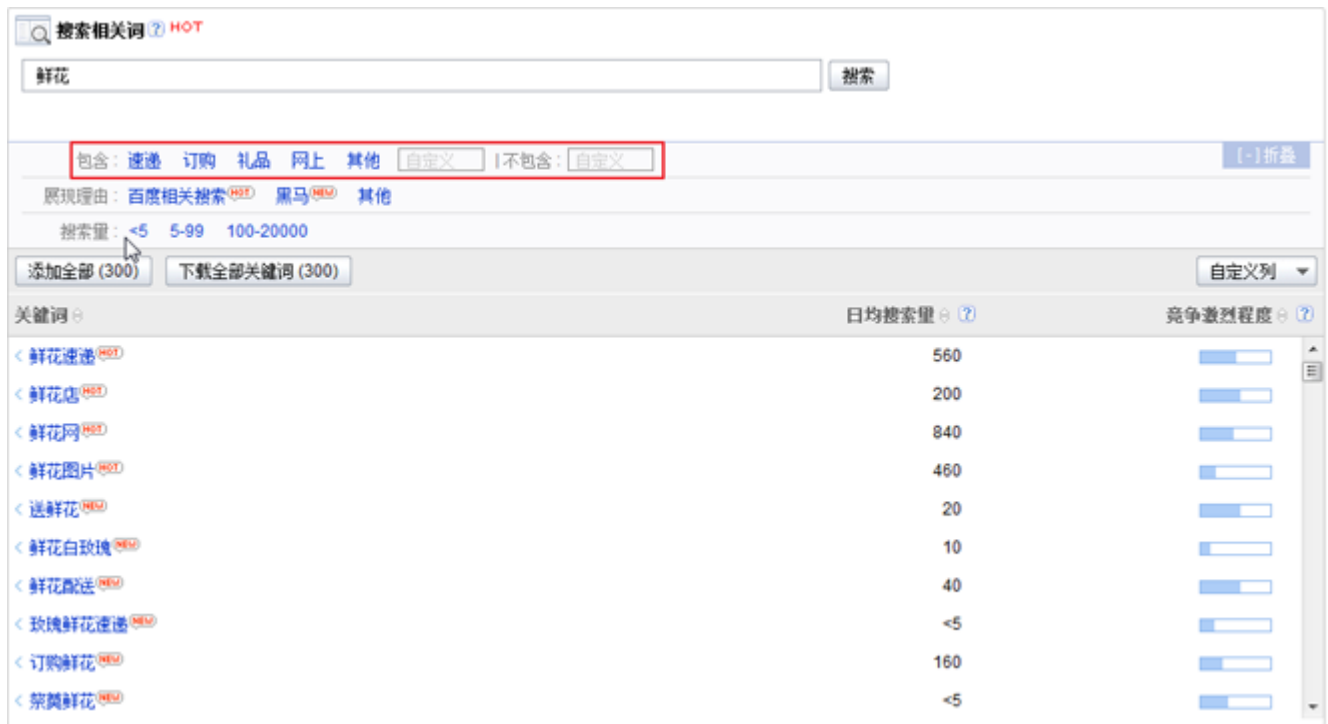 搜索相关词 ? HOT
鲜花 搜索
包含: 速递 订购 礼品 网上 其他 自定义 | 不包含: 自定义 [-]折叠
展现理由: 百度相关搜索 HOT 黑马 NEW 其他
搜索量: <5 5-99 100-20000
添加全部 (300) 下载全部关键词 (300) 自定义列
关键词 日均搜索量 ? 竞争激烈程度 ?
鲜花速递 HOT 560
鲜花店 HOT 200
鲜花网 HOT 840
鲜花图片 HOT 460
送鲜花 NEW 20
鲜花白玫瑰 NEW 10
鲜花配送 NEW 40
玫瑰鲜花速递 NEW <5
订购鲜花 NEW 160
祭奠鲜花 NEW <5